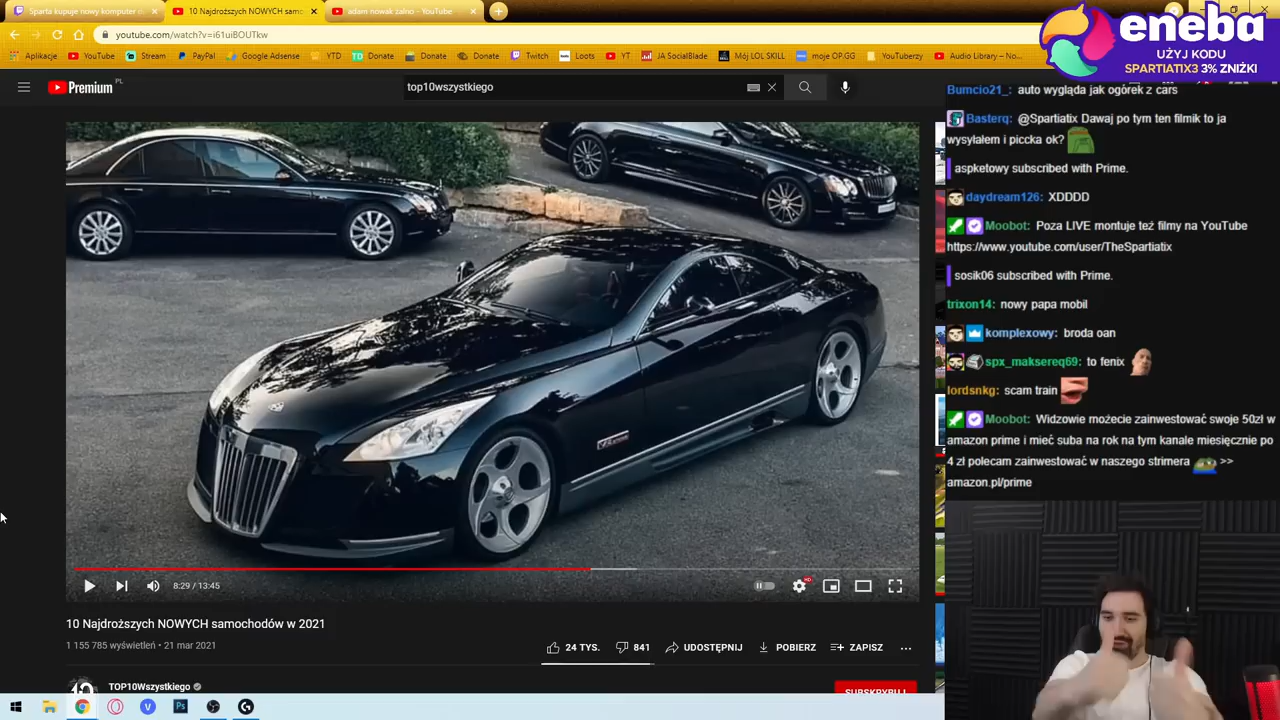 Sparta kupuje nowy komputer d
10 Najdroższych NOWYCH samo
adam nowak zaino - YouTube
youtube.com/watch?v=i61uiBOUTkw
Aplikacje
YouTube
Stream
PayPal
Google Adsense
YTD
Donate
Donate
Donate
Twitch
Loots
YT
JA SocialBlade
Mój LOL SKILL
moje OP.GG
YouTuberzy
Audio Library – No...
eneba
UŻYJ KODU
SPARTIATIX3 3% ZNIŻKI
Premium PL
top10wszystkiego
Bumcio21_: auto wygląda jak ogórek z cars
Basterq: @Spartiatix Dawaj po tym ten filmik to ja
wysyłałem i piccka ok?
aspketowy subscribed with Prime.
daydream126: XDDDD
Moobot: Poza LIVE montuje też filmy na YouTube
https://www.youtube.com/user/TheSpartiatix
sosik06 subscribed with Prime.
trixon14: nowy papa mobil
komplexowy: broda oan
spx_maksereq69: to fenix
lordsnkg: scam train
Moobot: Widzowie możecie zainwestować swoje 50zł w
amazon prime i mieć suba na rok na tym kanale miesięcznie po
4 zł polecam zainwestować w naszego strimera >>
amazon.pl/prime
8:29 / 13:45
HD
10 Najdroższych NOWYCH samochodów w 2021
1 155 785 wyświetleń • 21 mar 2021
24 TYS.
841
UDOSTĘPNIJ
POBIERZ
ZAPISZ
TOP10Wszystkiego
SUBSKRYBUJ